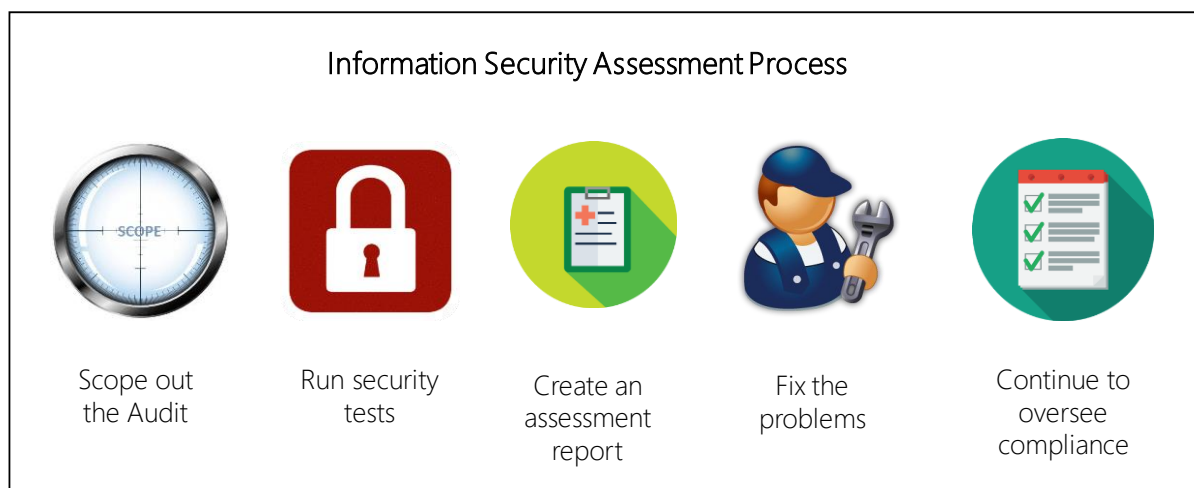 Information Security Assessment Process
SCOPE
Scope out
the Audit
Run security
tests
Create an
assessment
report
Fix the
problems
Continue to
oversee
compliance